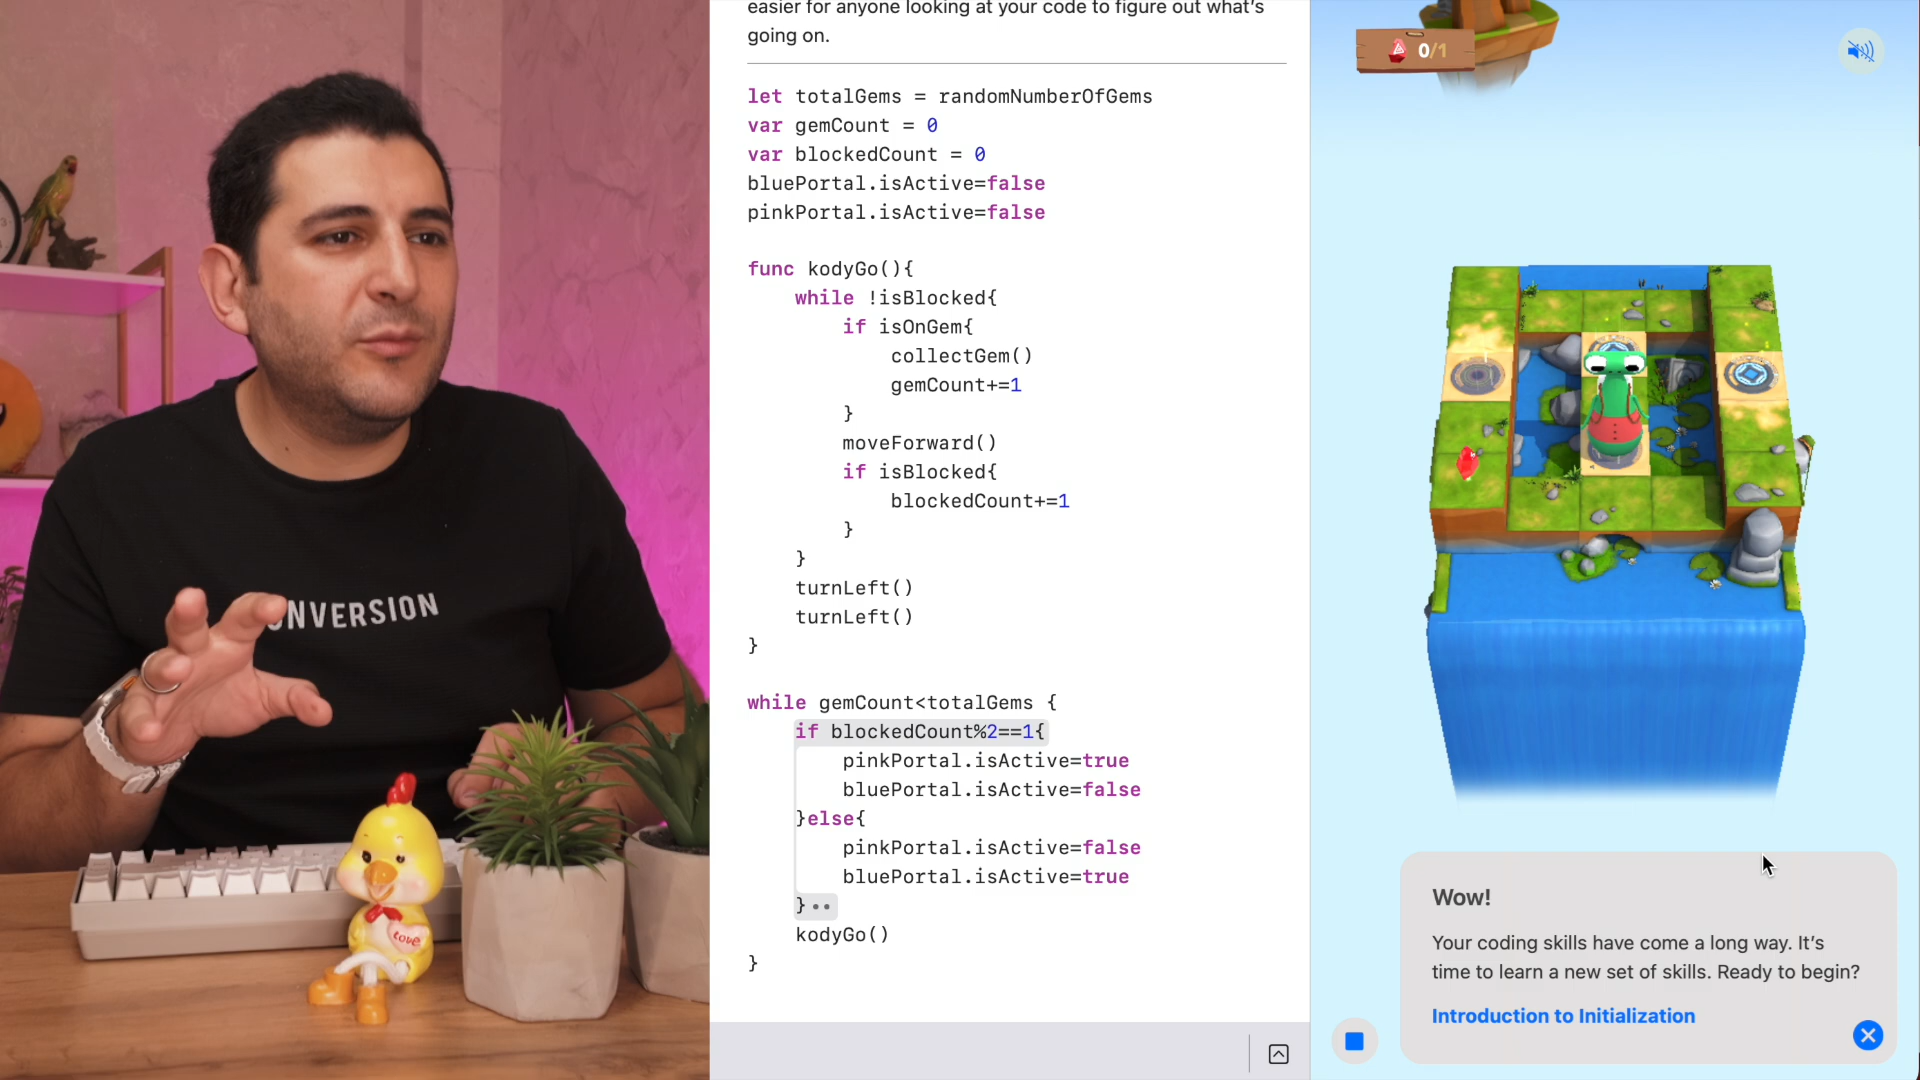 easier for anyone looking at your code to figure out what's
going on.
let totalGems = randomNumberOfGems
var gemCount = 0
var blockedCount = 0
bluePortal.isActive=false
pinkPortal.isActive=false
func kodyGo(){
while !isBlocked{
if isOnGem{
collectGem()
gemCount+=1
}
moveForward()
if isBlocked{
blockedCount+=1
}
}
turnLeft()
turnLeft()
}
while gemCount<totalGems {
if blockedCount%2==1{
pinkPortal.isActive=true
bluePortal.isActive=false
}else{
pinkPortal.isActive=false
bluePortal.isActive=true
}
kodyGo()
}
0/1
Wow!
Your coding skills have come a long way. It's
time to learn a new set of skills. Ready to begin?
Introduction to Initialization
NVERSION
Love